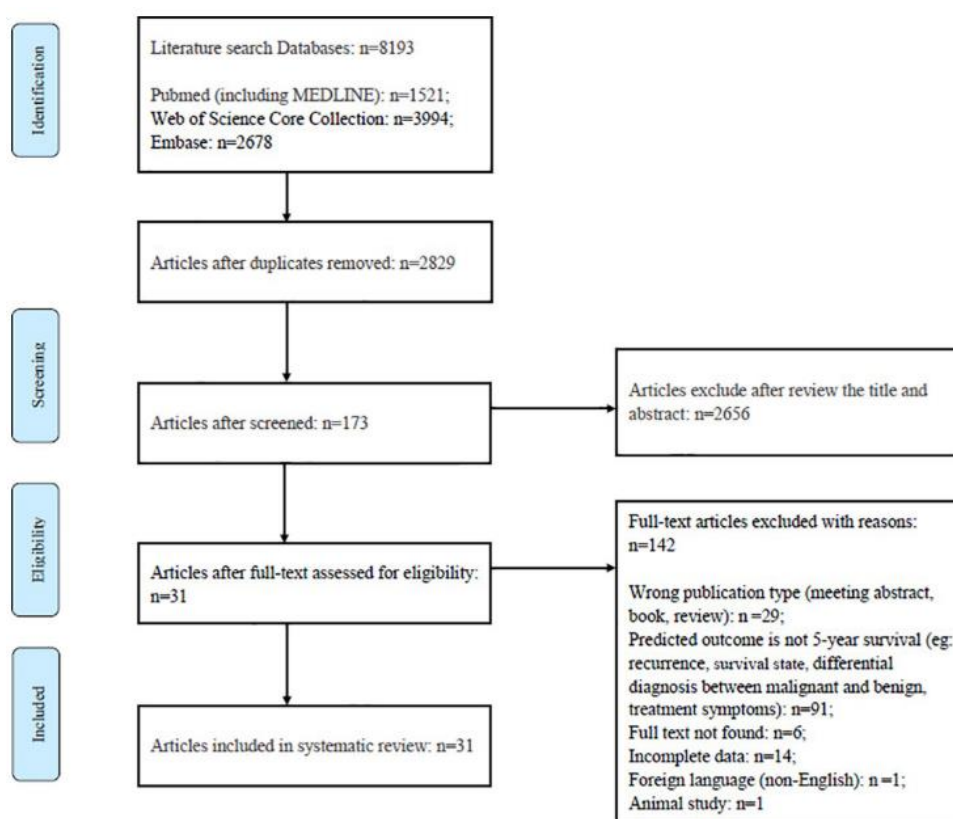 Identification
Literature search Databases: n=8193
Pubmed (including MEDLINE): n=1521;
Web of Science Core Collection: n=3994;
Embase: n=2678
Articles after duplicates removed: n=2829
Screening
Articles after screened: n=173
Articles exclude after review the title and
abstract: n=2656
Eligibility
Articles after full-text assessed for eligibility:
n=31
Full-text articles excluded with reasons:
n=142
Wrong publication type (meeting abstract,
book, review): n =29;
Predicted outcome is not 5-year survival (eg:
recurrence, survival state, differential
diagnosis between malignant and benign,
treatment symptoms): n=91;
Full text not found: n=6;
Incomplete data: n=14;
Foreign language (non-English): n =1;
Animal study: n=1
Included
Articles included in systematic review: n=31